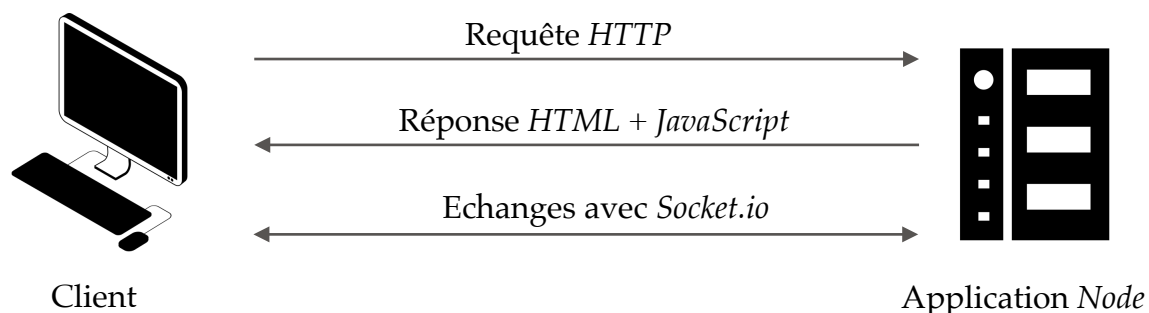 Requête HTTP
Réponse HTML + JavaScript
Echanges avec Socket.io
Client
Application Node